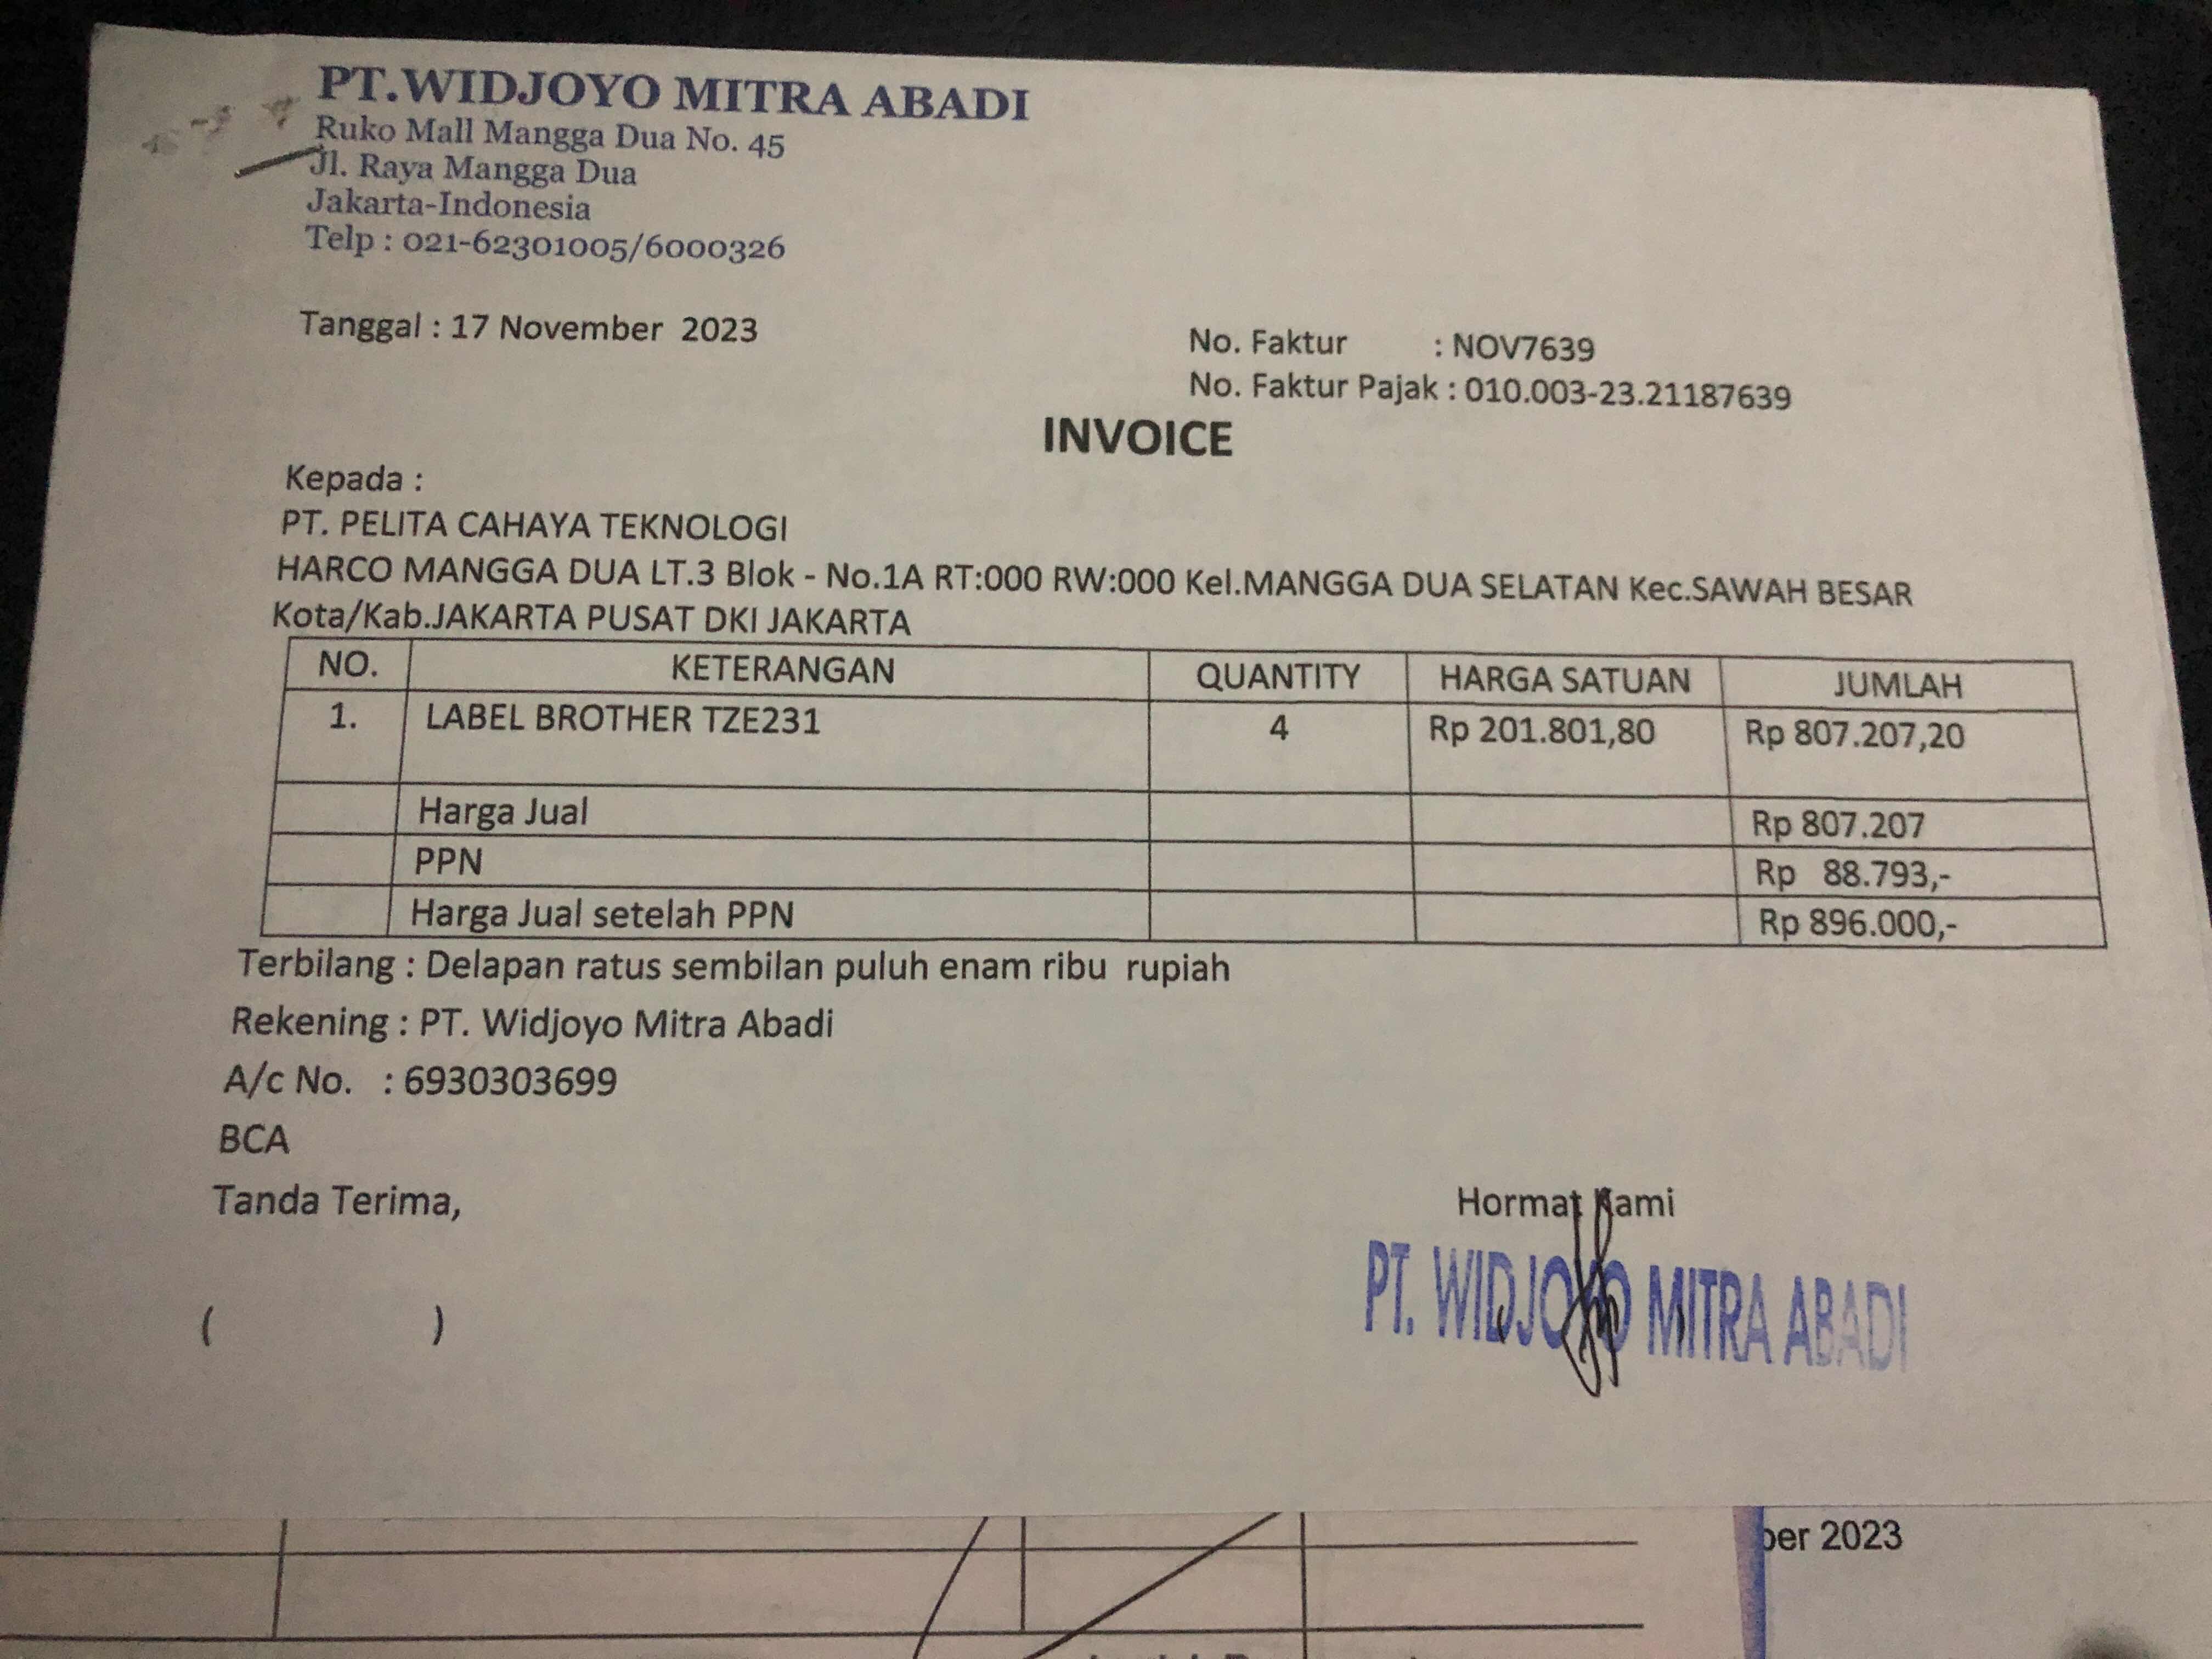 PT.WIDJOYO MITRA ABADI
Ruko Mall Mangga Dua No. 45
Jl. Raya Mangga Dua
Jakarta-Indonesia
Telp : 021-62301005/6000326
Tanggal : 17 November 2023
No. Faktur : NOV7639
No. Faktur Pajak : 010.003-23.21187639
INVOICE
Kepada :
PT. PELITA CAHAYA TEKNOLOGI
HARCO MANGGA DUA LT.3 Blok - No.1A RT:000 RW:000 Kel.MANGGA DUA SELATAN Kec.SAWAH BESAR
Kota/Kab.JAKARTA PUSAT DKI JAKARTA
NO. KETERANGAN QUANTITY HARGA SATUAN JUMLAH
1. LABEL BROTHER TZE231 4 Rp 201.801,80 Rp 807.207,20
Harga Jual Rp 807.207
PPN Rp 88.793,-
Harga Jual setelah PPN Rp 896.000,-
Terbilang : Delapan ratus sembilan puluh enam ribu rupiah
Rekening : PT. Widjoyo Mitra Abadi
A/c No. : 6930303699
BCA
Tanda Terima,
Hormat Kami
PT. WIDJOYO MITRA ABADI
( )
ber 2023